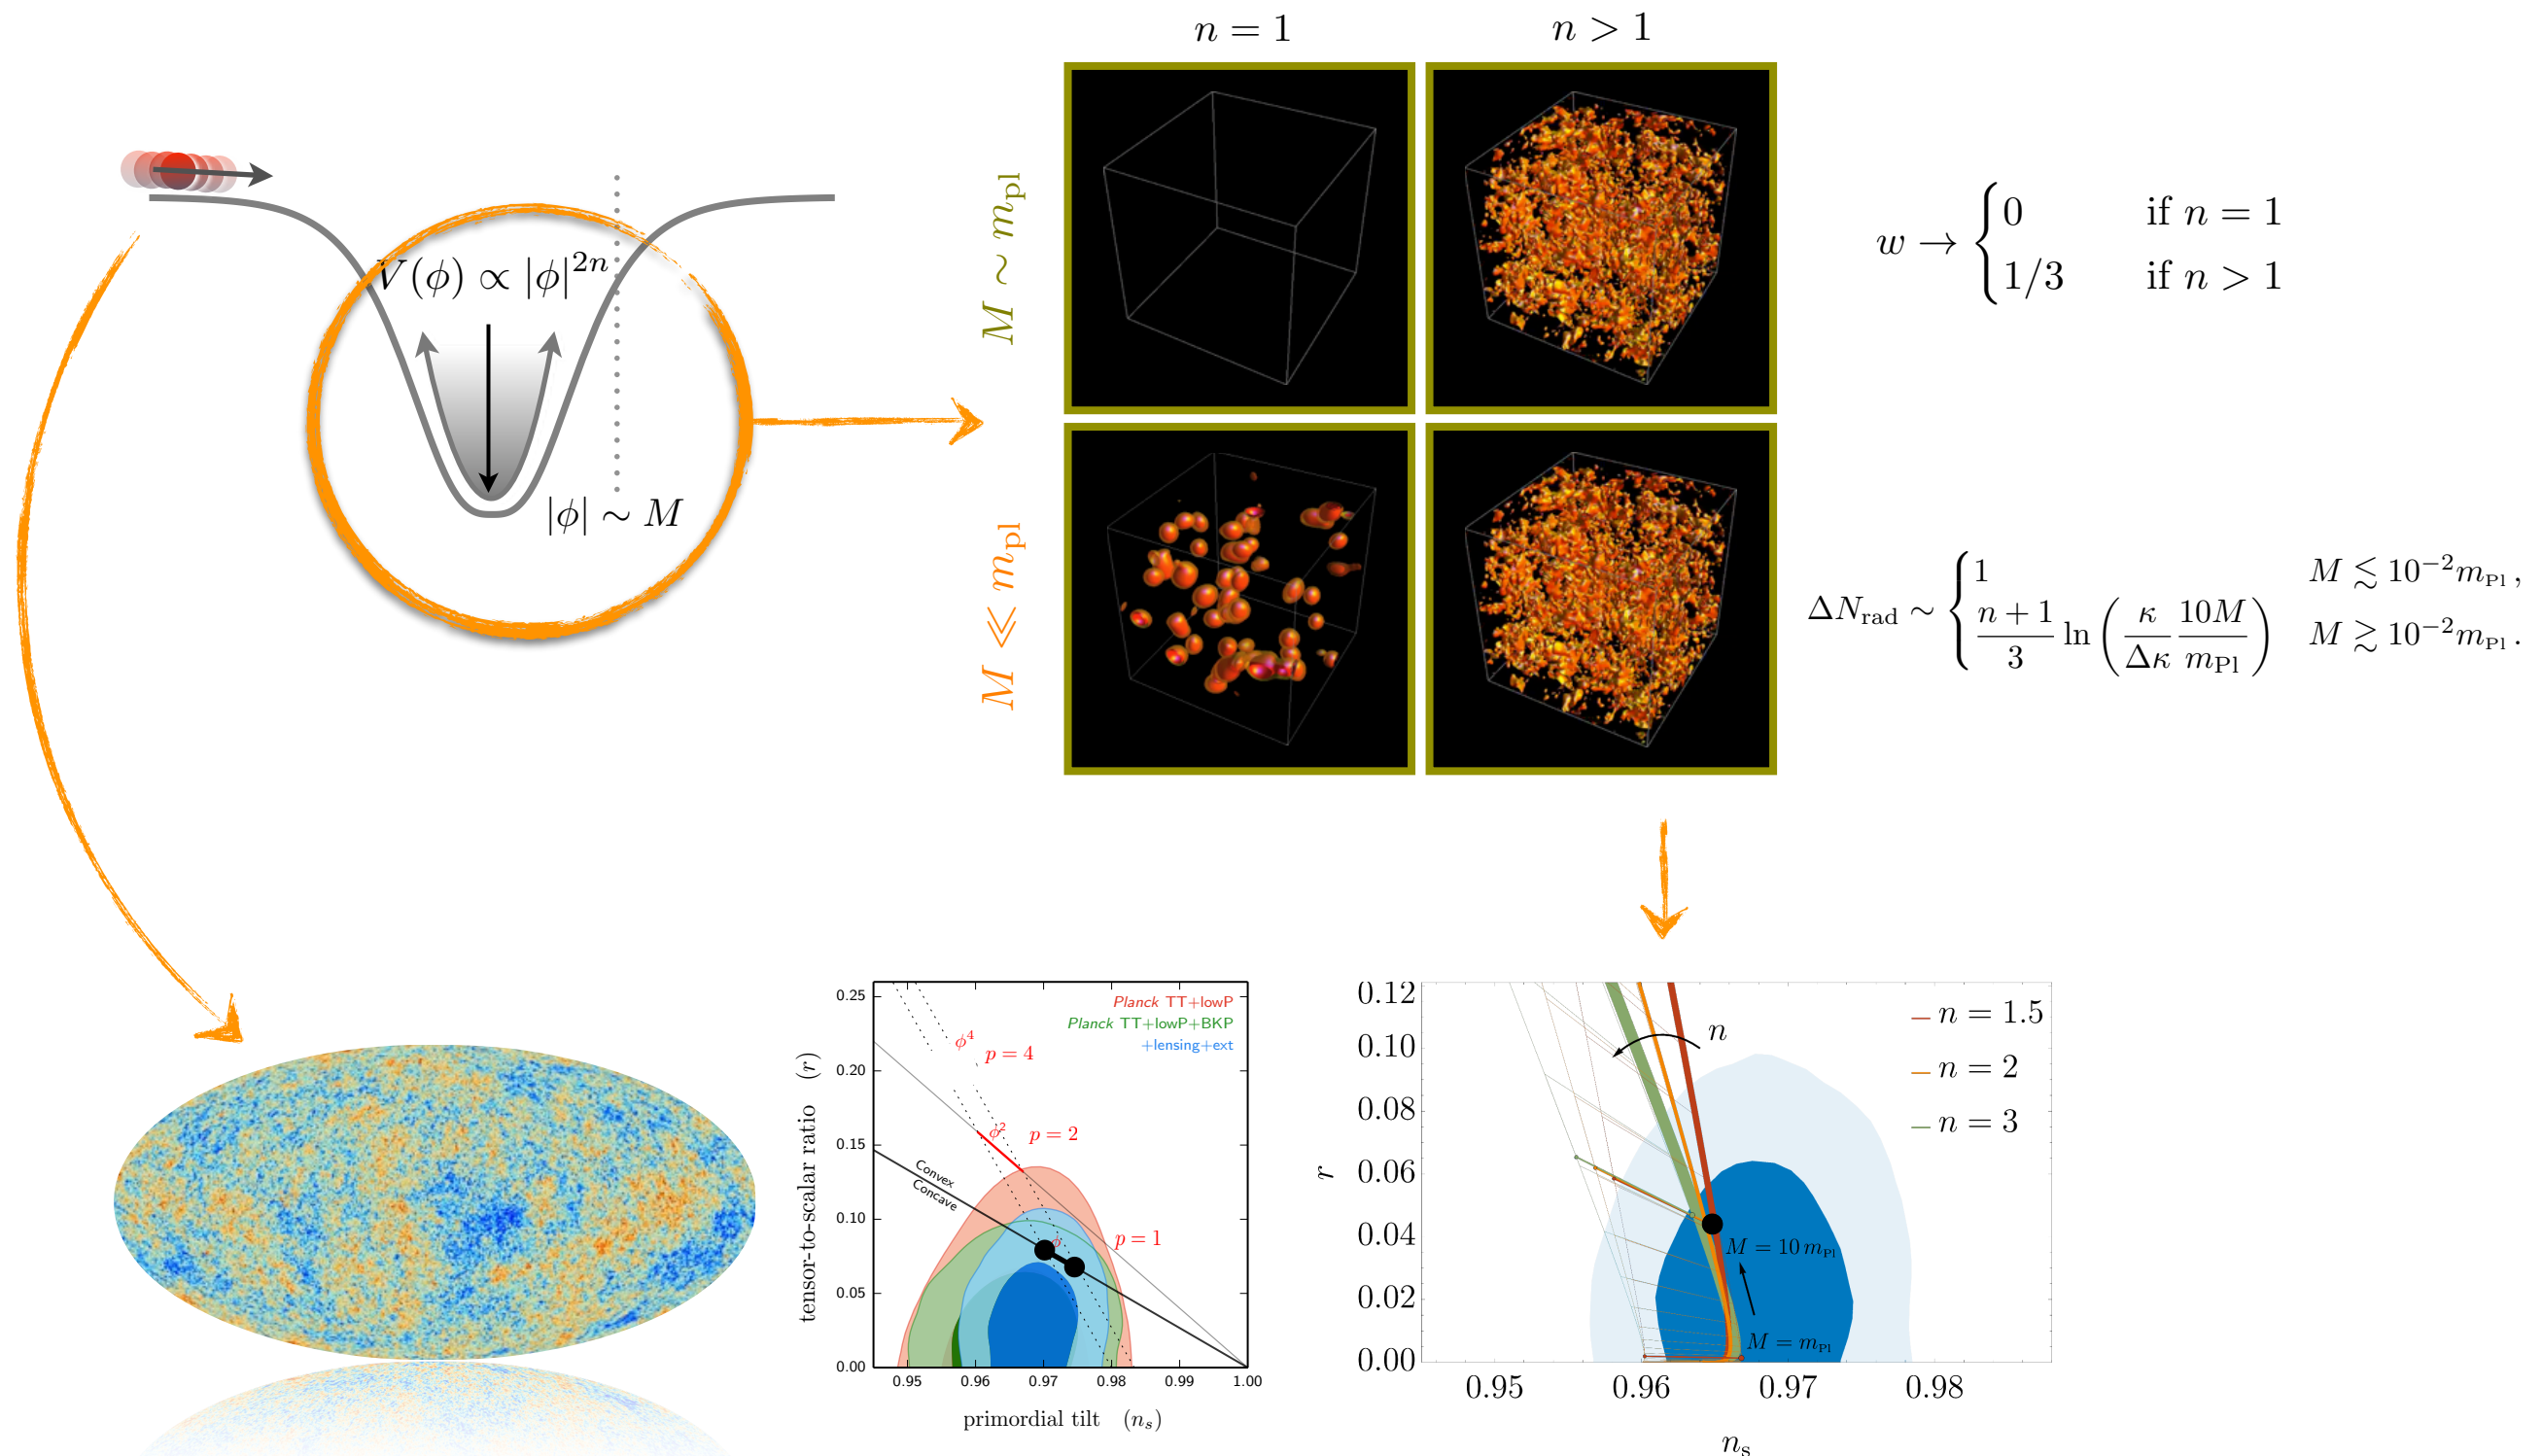 n = 1
n > 1
M ∼ m_pl
M ≪ m_pl
V(ϕ) ∝ |ϕ|^{2n}
|ϕ| ∼ M
w → { 0 if n = 1
1/3 if n > 1
ΔN_rad ∼ { 1 M ≲ 10^{−2} m_Pl ,
\frac{n + 1}{3} ln ( \frac{κ}{Δκ} \frac{10M}{m_Pl} ) M ≳ 10^{−2} m_Pl .
tensor-to-scalar ratio (r)
0.25
0.20
0.15
0.10
0.05
0.00
Planck TT+lowP
Planck TT+lowP+BKP
+lensing+ext
ϕ^4 p = 4
ϕ^2 p = 2
Convex
Concave
ϕ p = 1
0.95 0.96 0.97 0.98 0.99 1.00
primordial tilt (n_s)
r
0.12
0.10
0.08
0.06
0.04
0.02
0.00
n
n = 1.5
n = 2
n = 3
M = 10 m_Pl
M = m_Pl
0.95 0.96 0.97 0.98
n_s